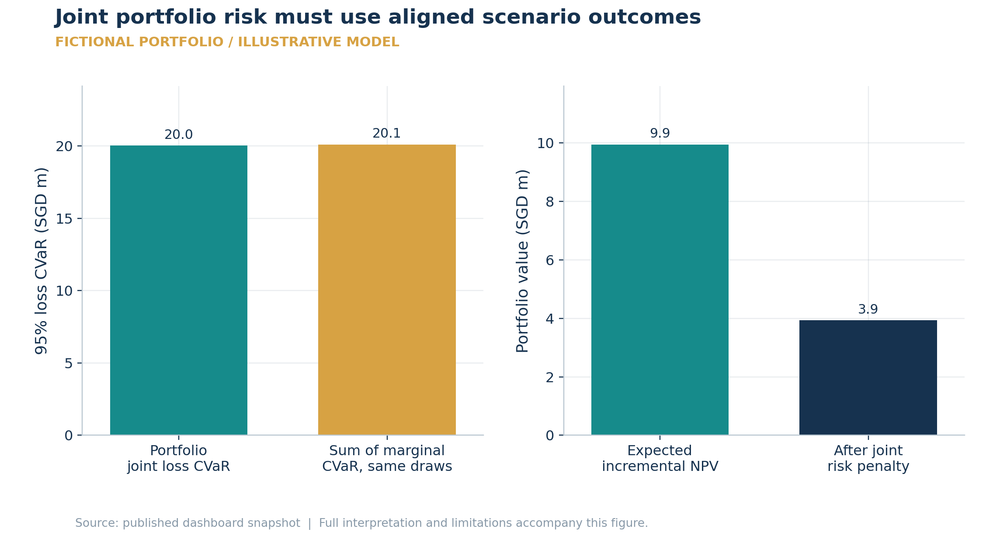 Joint portfolio risk must use aligned scenario outcomes
FICTIONAL PORTFOLIO / ILLUSTRATIVE MODEL
95% loss CVaR (SGD m)
20
15
10
5
0
20.0
20.1
Portfolio
joint loss CVaR
Sum of marginal
CVaR, same draws
Portfolio value (SGD m)
10
8
6
4
2
0
9.9
3.9
Expected
incremental NPV
After joint
risk penalty
Source: published dashboard snapshot | Full interpretation and limitations accompany this figure.